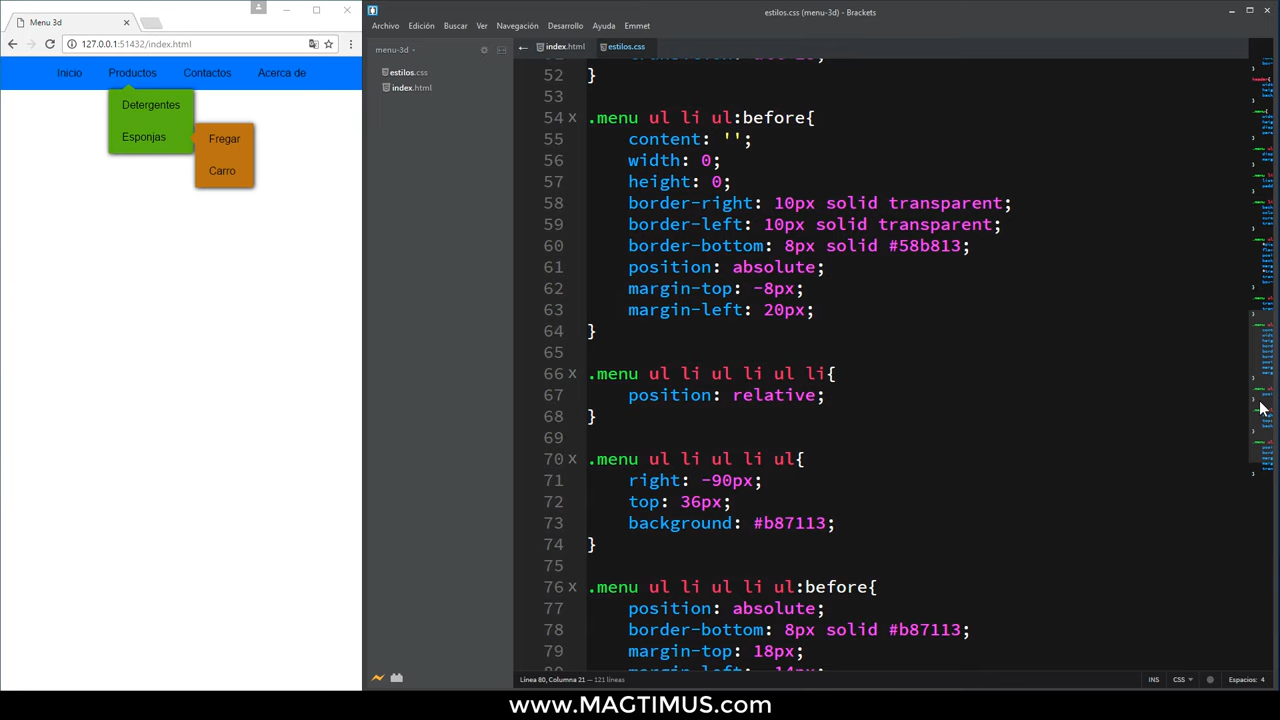 Menu 3d
127.0.0.1:51432/index.html
Inicio Productos Contactos Acerca de
Detergentes
Esponjas
Fregar
Carro
estilos.css (menu-3d) - Brackets
Archivo Edición Buscar Ver Navegación Desarrollo Ayuda Emmet
menu-3d
index.html estilos.css
estilos.css
index.html
52 }
53
54 .menu ul li ul:before{
55 content: '';
56 width: 0;
57 height: 0;
58 border-right: 10px solid transparent;
59 border-left: 10px solid transparent;
60 border-bottom: 8px solid #58b813;
61 position: absolute;
62 margin-top: -8px;
63 margin-left: 20px;
64 }
65
66 .menu ul li ul li ul li{
67 position: relative;
68 }
69
70 .menu ul li ul li ul{
71 right: -90px;
72 top: 36px;
73 background: #b87113;
74 }
75
76 .menu ul li ul li ul:before{
77 position: absolute;
78 border-bottom: 8px solid #b87113;
79 margin-top: 18px;
Línea 80, Columna 21 — 121 líneas
INS CSS Espacios: 4
www.MAGTIMUS.com